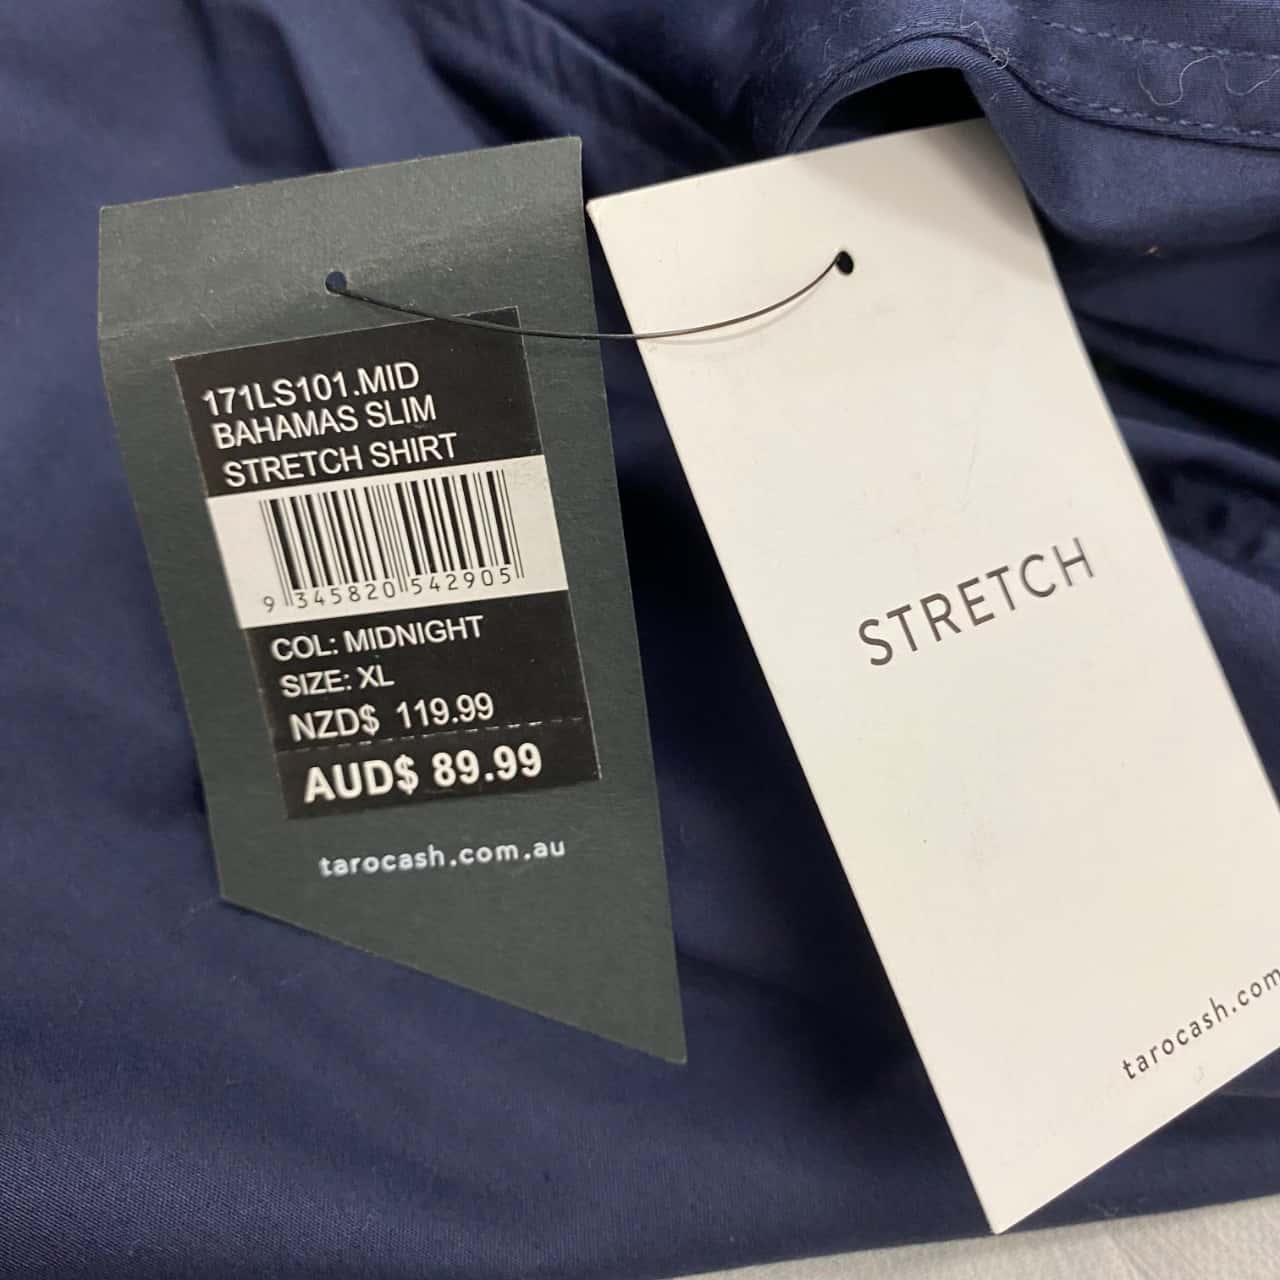 171LS101.MID
BAHAMAS SLIM
STRETCH SHIRT
9 345820 542905
COL: MIDNIGHT
SIZE: XL
NZD$ 119.99
AUD$ 89.99
tarocash.com.au
STRETCH
tarocash.com